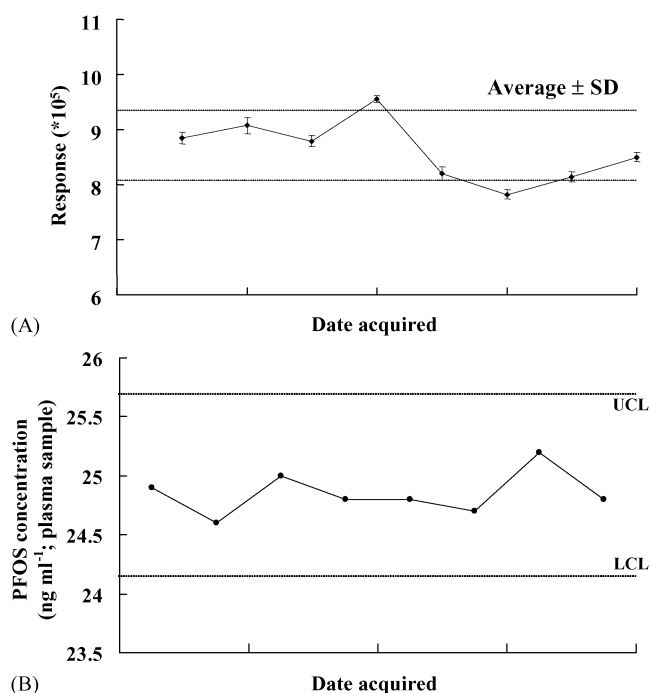 11
10
9
8
7
6
Response (*10⁵)
Average ± SD
(A)
Date acquired
26
25.5
25
24.5
24
23.5
PFOS concentration
(ng ml⁻¹; plasma sample)
UCL
LCL
(B)
Date acquired